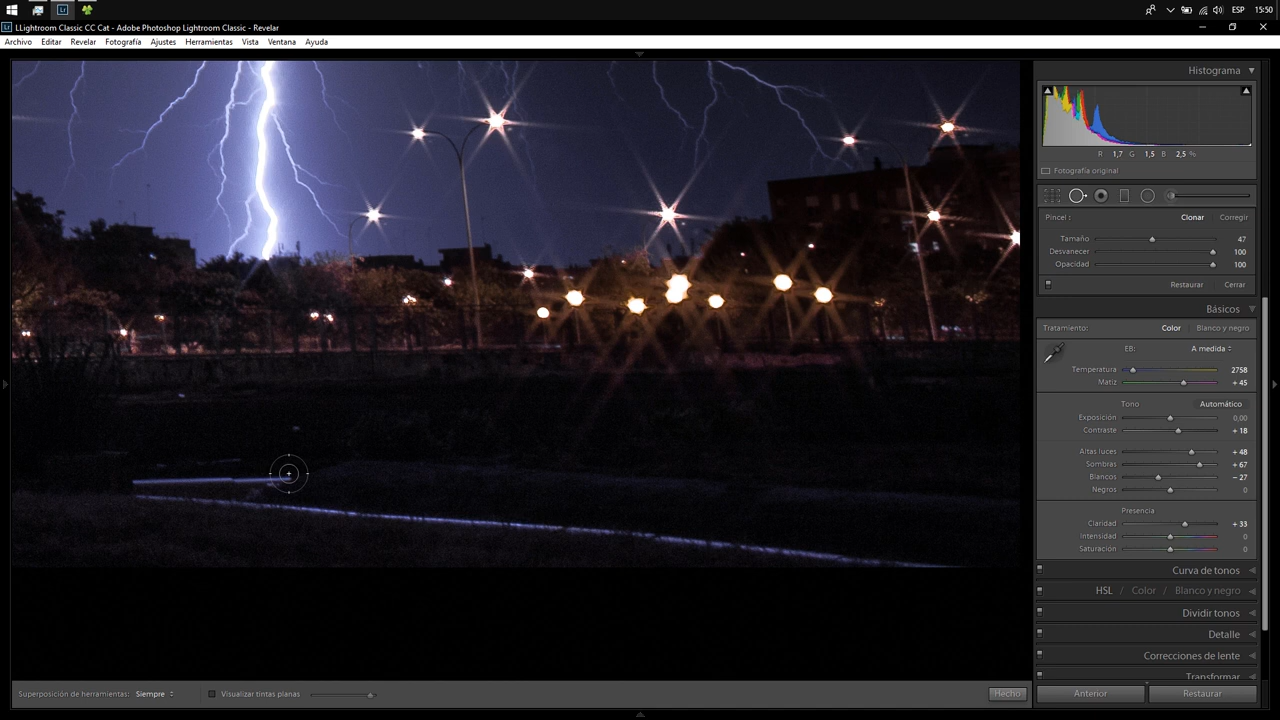 ESP 15:50
LLightroom Classic CC Cat - Adobe Photoshop Lightroom Classic - Revelar
Archivo Editar Revelar Fotografía Ajustes Herramientas Vista Ventana Ayuda
Histograma
R 1,7 G 1,5 B 2,5 %
Fotografía original
Pincel : Clonar Corregir
Tamaño 47
Desvanecer 100
Opacidad 100
Restaurar Cerrar
Básicos
Tratamiento: Color Blanco y negro
EB: A medida
Temperatura 2758
Matiz + 45
Tono Automático
Exposición 0,00
Contraste + 18
Altas luces + 48
Sombras + 67
Blancos − 27
Negros 0
Presencia
Claridad + 33
Intensidad 0
Saturación 0
Curva de tonos
HSL / Color / Blanco y negro
Dividir tonos
Detalle
Correcciones de lente
Transformar
Superposición de herramientas: Siempre Visualizar tintas planas Hecho
Anterior Restaurar